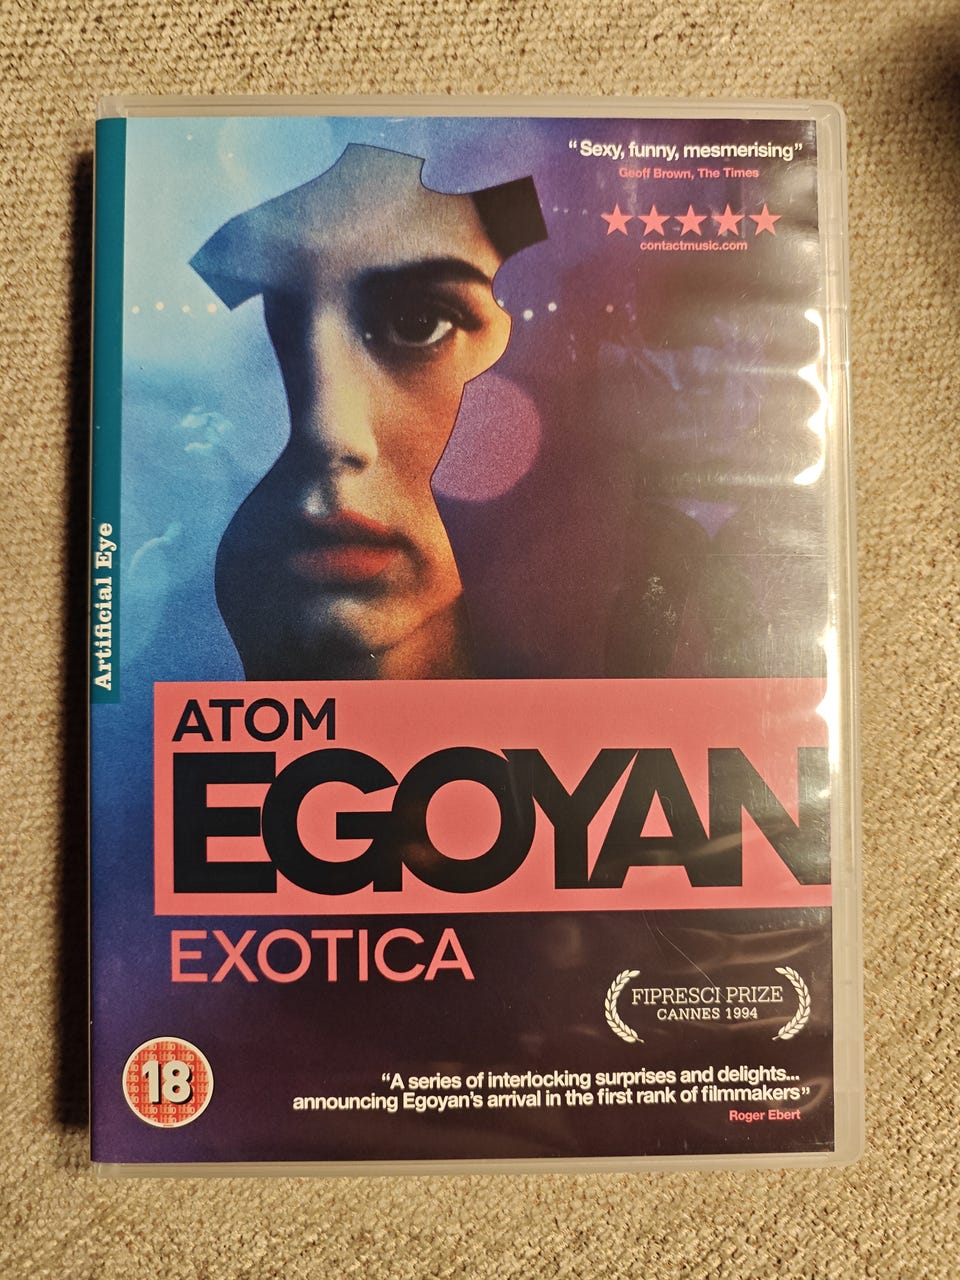 “Sexy, funny, mesmerising”
Geoff Brown, The Times
contactmusic.com
Artificial Eye
ATOM
EGOYAN
EXOTICA
FIPRESCI PRIZE
CANNES 1994
18
“A series of interlocking surprises and delights...
announcing Egoyan’s arrival in the first rank of filmmakers”
Roger Ebert